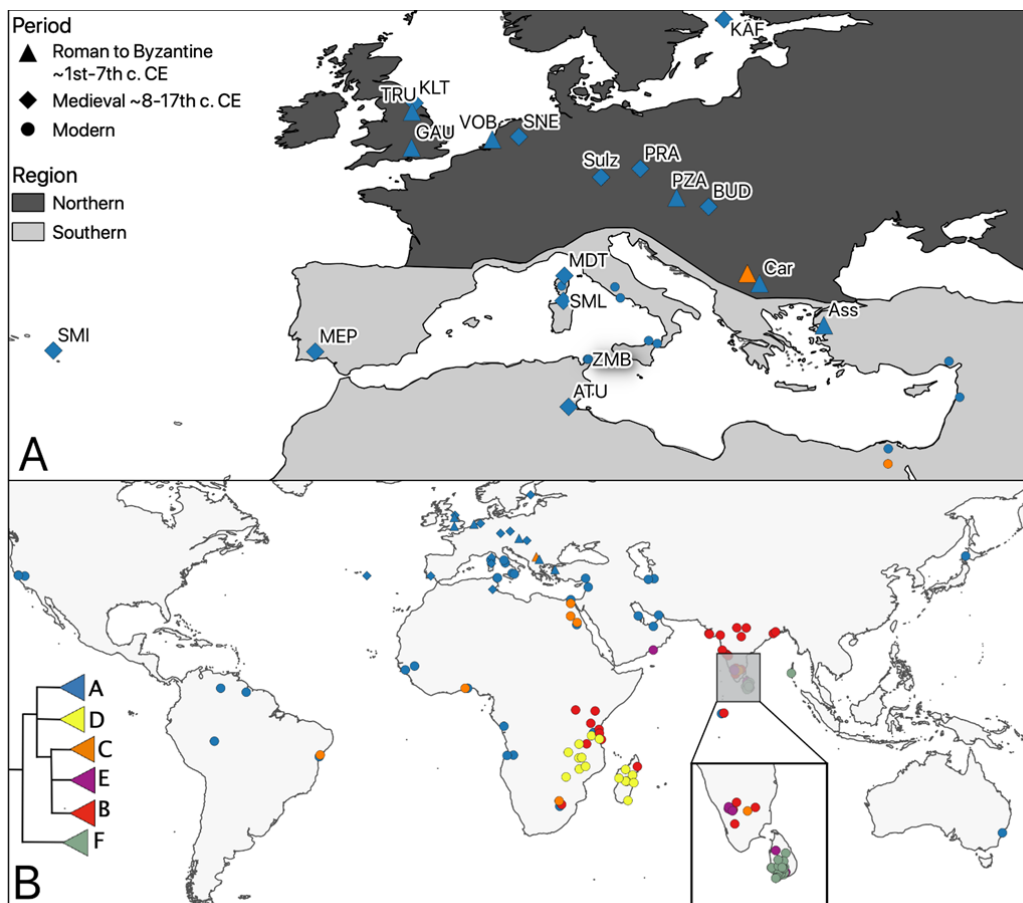 Period
Roman to Byzantine
~1st-7th c. CE
Medieval ~8-17th c. CE
Modern
Region
Northern
Southern
KAF
TRU
KLT
GAU
VOB
SNE
Sulz
PRA
PZA
BUD
MDT
Car
SML
Ass
SMI
MEP
ZMB
ATU
A
A
D
C
E
B
F
B